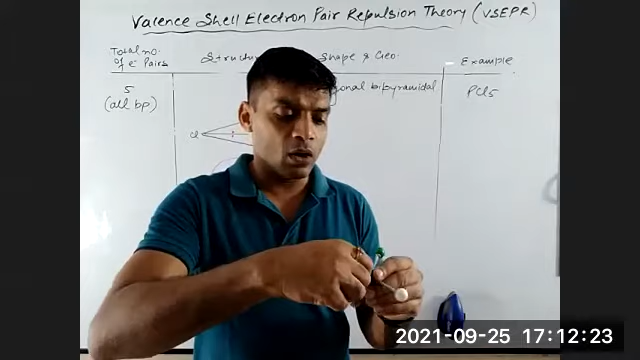 Valence Shell Electron Pair Repulsion Theory (VSEPR)
Total no. of e⁻ Pairs
Shape & Geo.
Example
5
(all bp)
bipyramidal
PCl5
Cl
2021-09-25 17:12:23